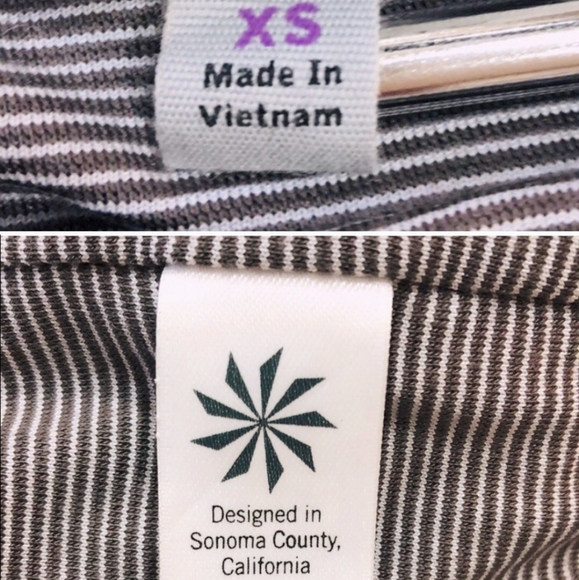 XS
Made In
Vietnam
Designed in
Sonoma County,
California